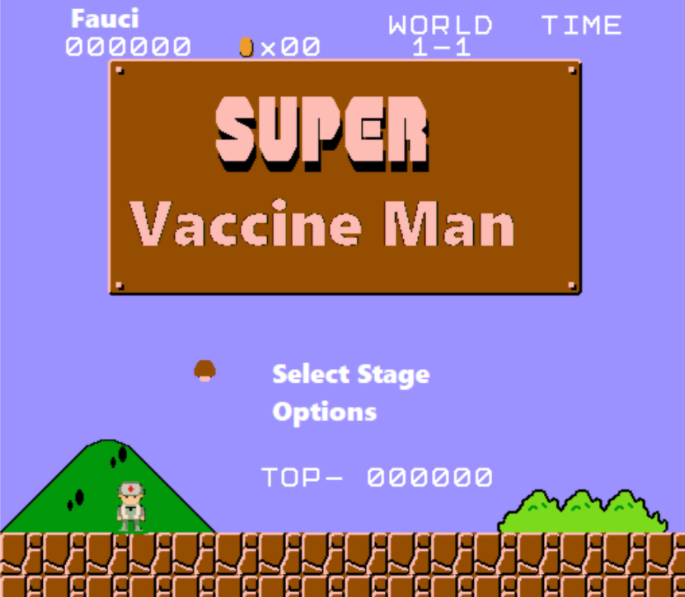 Fauci WORLD TIME
000000 x00 1-1
SUPER
Vaccine Man
Select Stage
Options
TOP- 000000